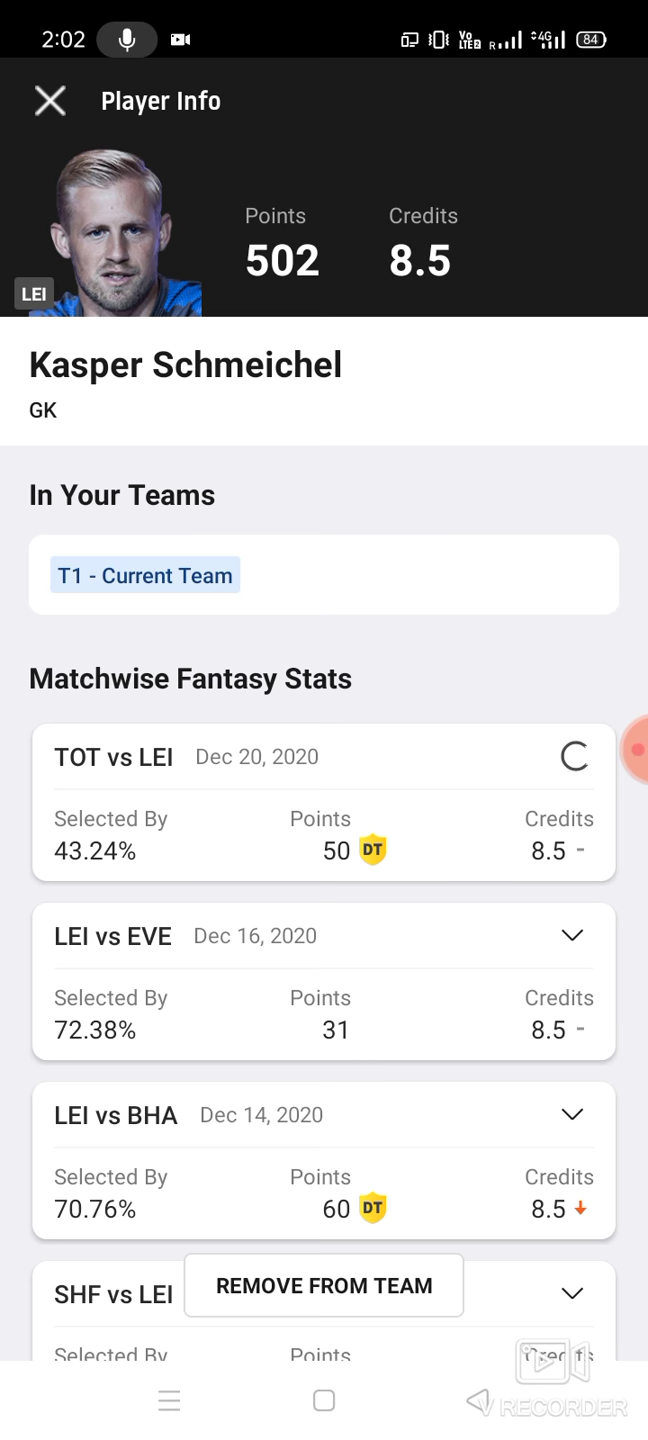 2:02 Vo LTE2 R 4G 84
Player Info
Points Credits
502 8.5
LEI
Kasper Schmeichel
GK
In Your Teams
T1 - Current Team
Matchwise Fantasy Stats
TOT vs LEI Dec 20, 2020
Selected By Points Credits
43.24% 50 DT 8.5 -
LEI vs EVE Dec 16, 2020
Selected By Points Credits
72.38% 31 8.5 -
LEI vs BHA Dec 14, 2020
Selected By Points Credits
70.76% 60 DT 8.5
SHF vs LEI
REMOVE FROM TEAM
Selected By Points Credits
V RECORDER